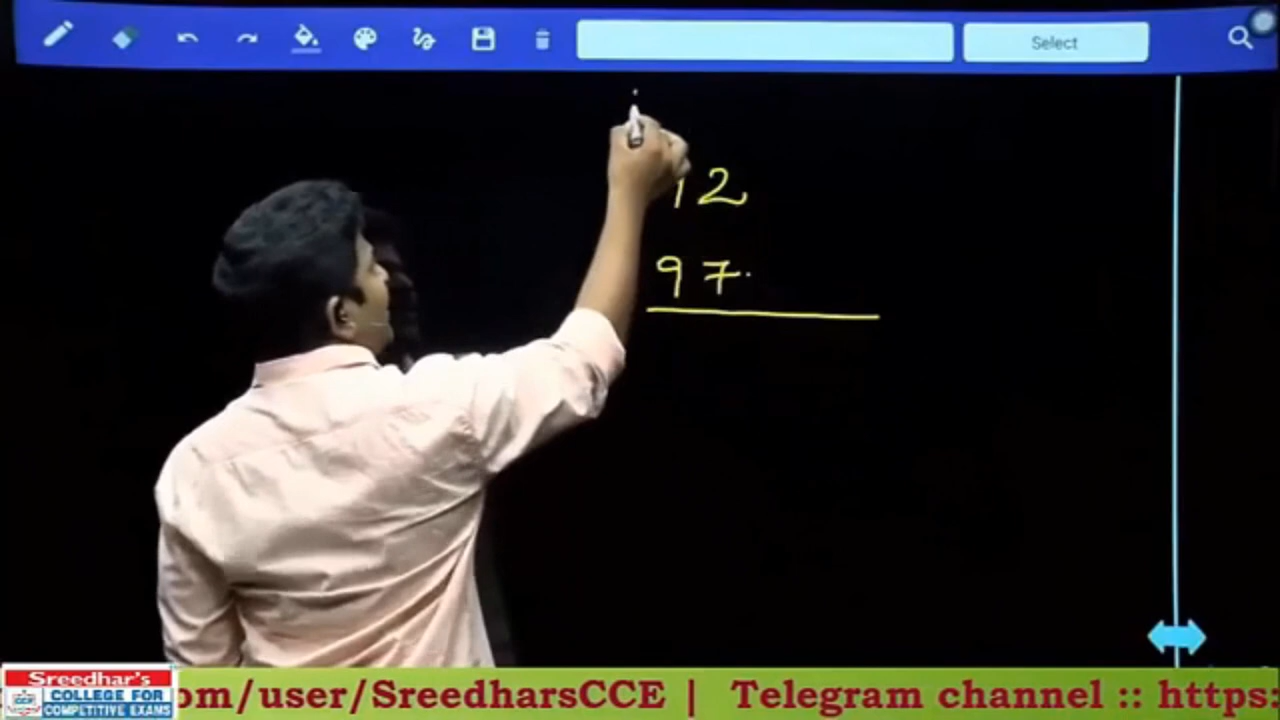 Select
12
97
Sreedhar's
COLLEGE FOR
COMPETITIVE EXAMS
om/user/SreedharsCCE | Telegram channel :: https: